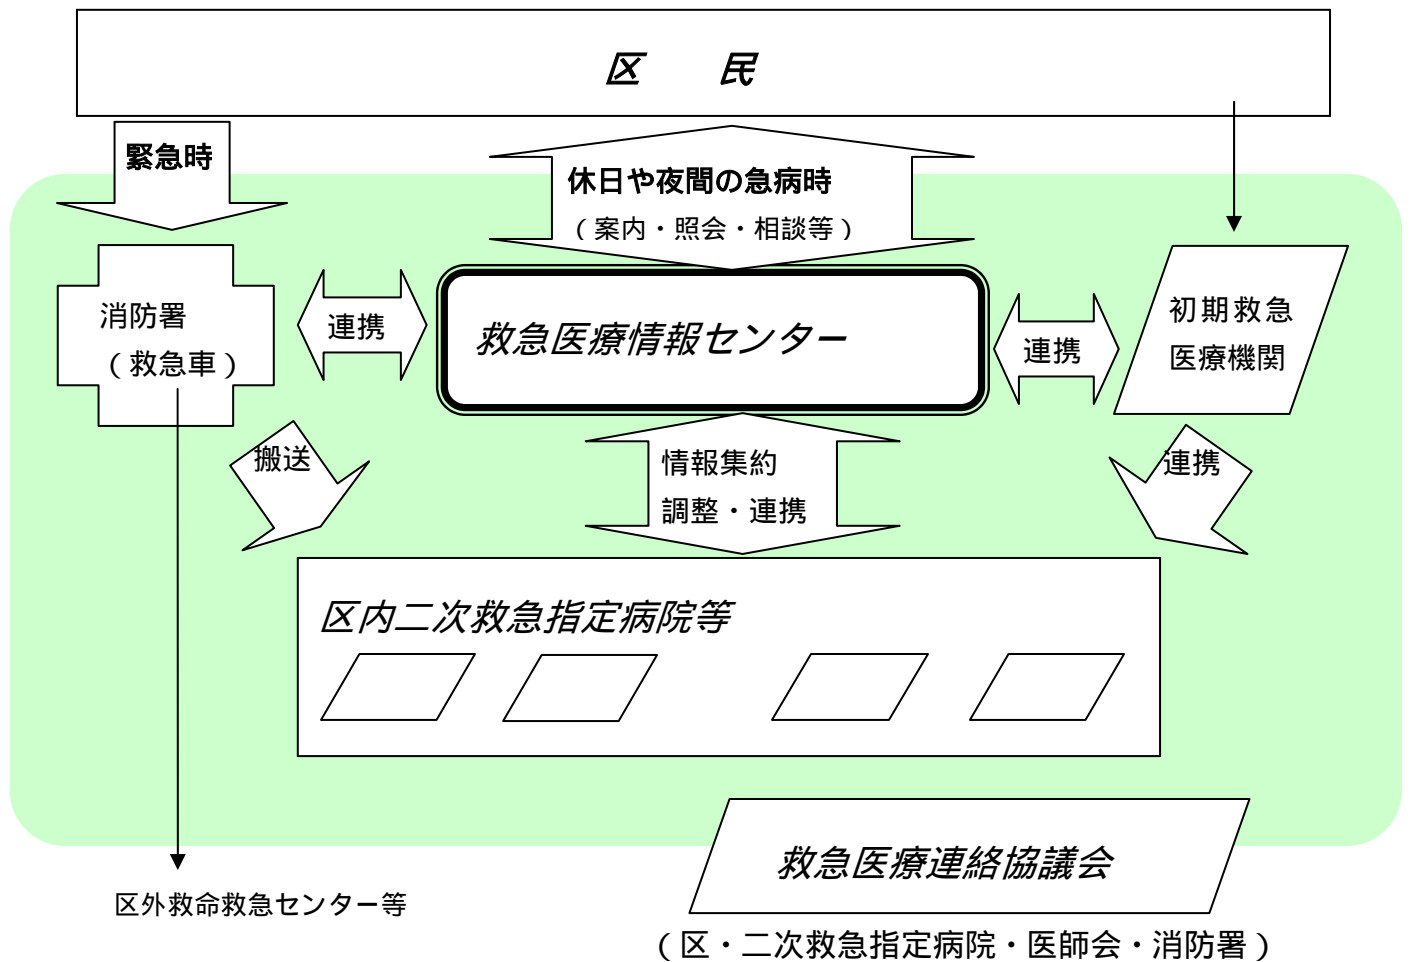 区　民
緊急時
休日や夜間の急病時
（案内・照会・相談等）
消防署
（救急車）
連携
救急医療情報センター
連携
初期救急
医療機関
搬送
情報集約
調整・連携
連携
区内二次救急指定病院等
救急医療連絡協議会
区外救命救急センター等
（区・二次救急指定病院・医師会・消防署）